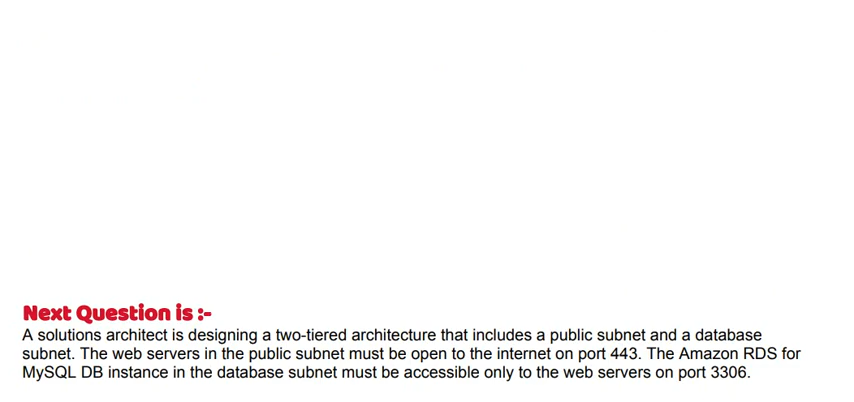 Next Question is :-
A solutions architect is designing a two-tiered architecture that includes a public subnet and a database
subnet. The web servers in the public subnet must be open to the internet on port 443. The Amazon RDS for
MySQL DB instance in the database subnet must be accessible only to the web servers on port 3306.